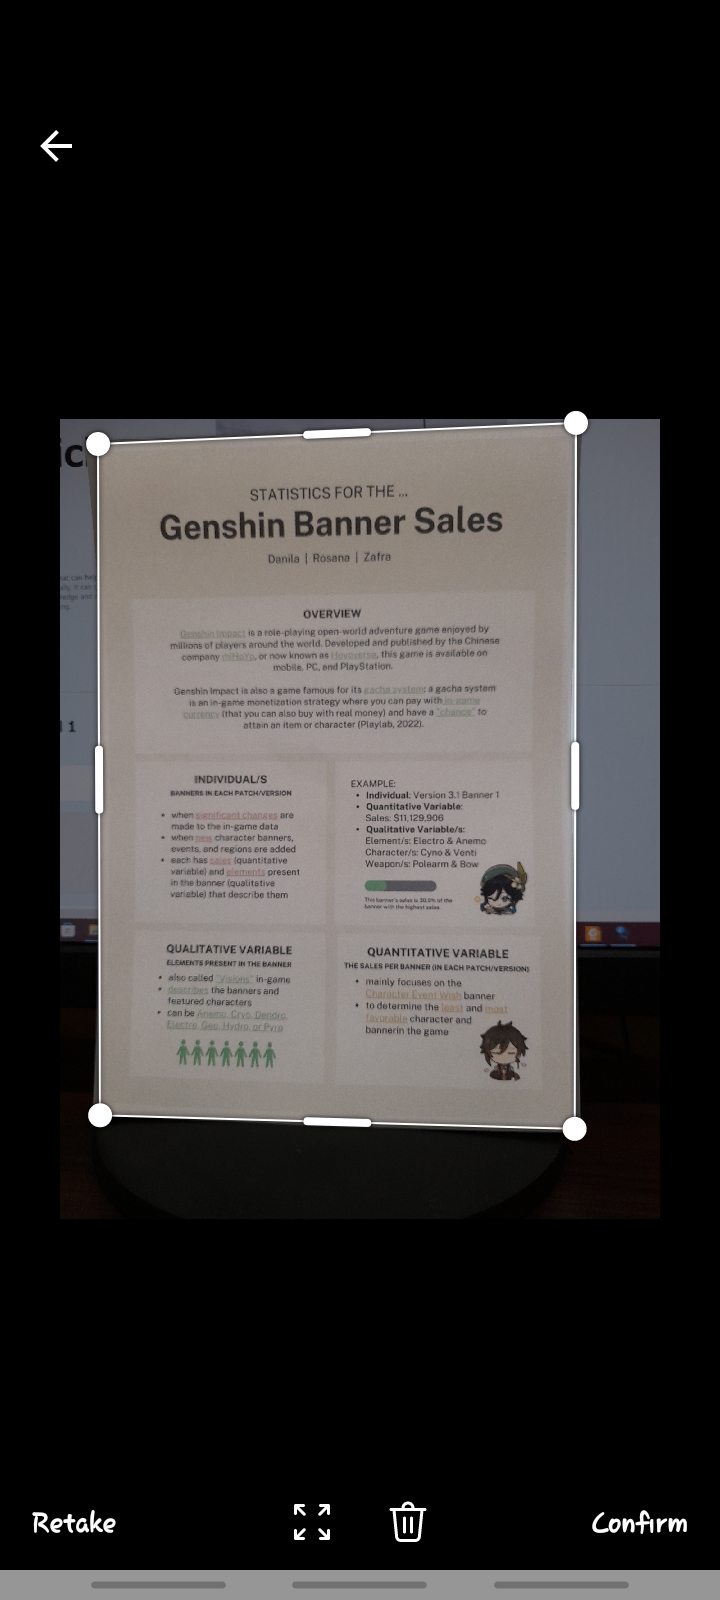 ic
STATISTICS FOR THE ...
Genshin Banner Sales
Danila | Rosana | Zafra
OVERVIEW
Genshin Impact is a role-playing open-world adventure game enjoyed by
millions of players around the world. Developed and published by the Chinese
company miHoYo, or now known as Hoyoverse, this game is available on
mobile, PC, and PlayStation.
Genshin Impact is also a game famous for its gacha system: a gacha system
is an in-game monetization strategy where you can pay with in-game
currency (that you can also buy with real money) and have a "chance" to
attain an item or character (Playlab, 2022).
1
INDIVIDUAL/S
BANNERS IN EACH PATCH/VERSION
• when significant changes are
made to the in-game data
• when new character banners,
events, and regions are added
• each has sales (quantitative
variable) and elements present
in the banner (qualitative
variable) that describe them
EXAMPLE:
• Individual: Version 3.1 Banner 1
• Quantitative Variable:
Sales: $11,129,906
• Qualitative Variable/s:
Element/s: Electro & Anemo
Character/s: Cyno & Venti
Weapon/s: Polearm & Bow
This banner's sales is 30.9% of the
banner with the highest sales.
QUALITATIVE VARIABLE
ELEMENTS PRESENT IN THE BANNER
• also called "Visions" in-game
• describes the banners and
featured characters
• can be Anemo, Cryo, Dendro,
Electro, Geo, Hydro, or Pyro
QUANTITATIVE VARIABLE
THE SALES PER BANNER (IN EACH PATCH/VERSION)
• mainly focuses on the
Character Event Wish banner
• to determine the least and most
favorable character and
bannerin the game
Retake
Confirm